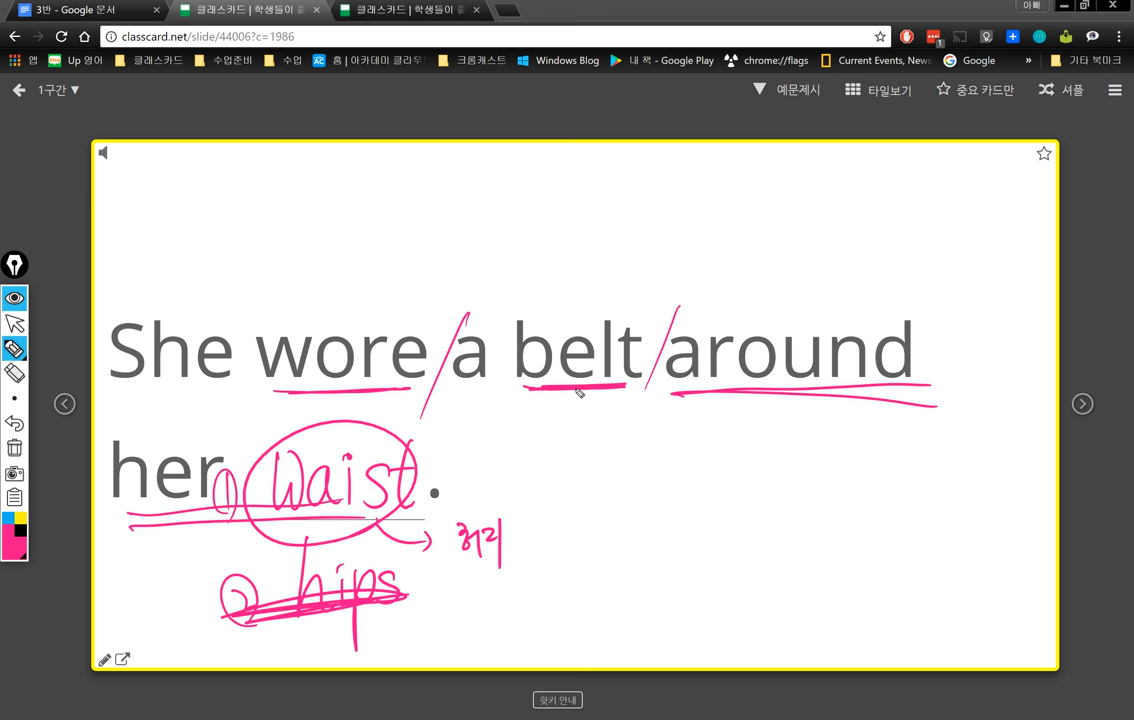 3반 - Google 문서
클래스카드 | 학생들이 줄
클래스카드 | 학생들이 줄
아빠
classcard.net/slide/44006?c=1986
앱 Up 영어 클래스카드 수업준비 수업 홈 | 아카데미 클라우 크롬캐스트 Windows Blog 내 책 - Google Play chrome://flags Current Events, News Google » 기타 북마크
1구간 ▼ ▼ 예문제시 타일보기 중요 카드만 셔플
She wore / a belt / around
her ① Waist .
허리
② hips
핫키 안내